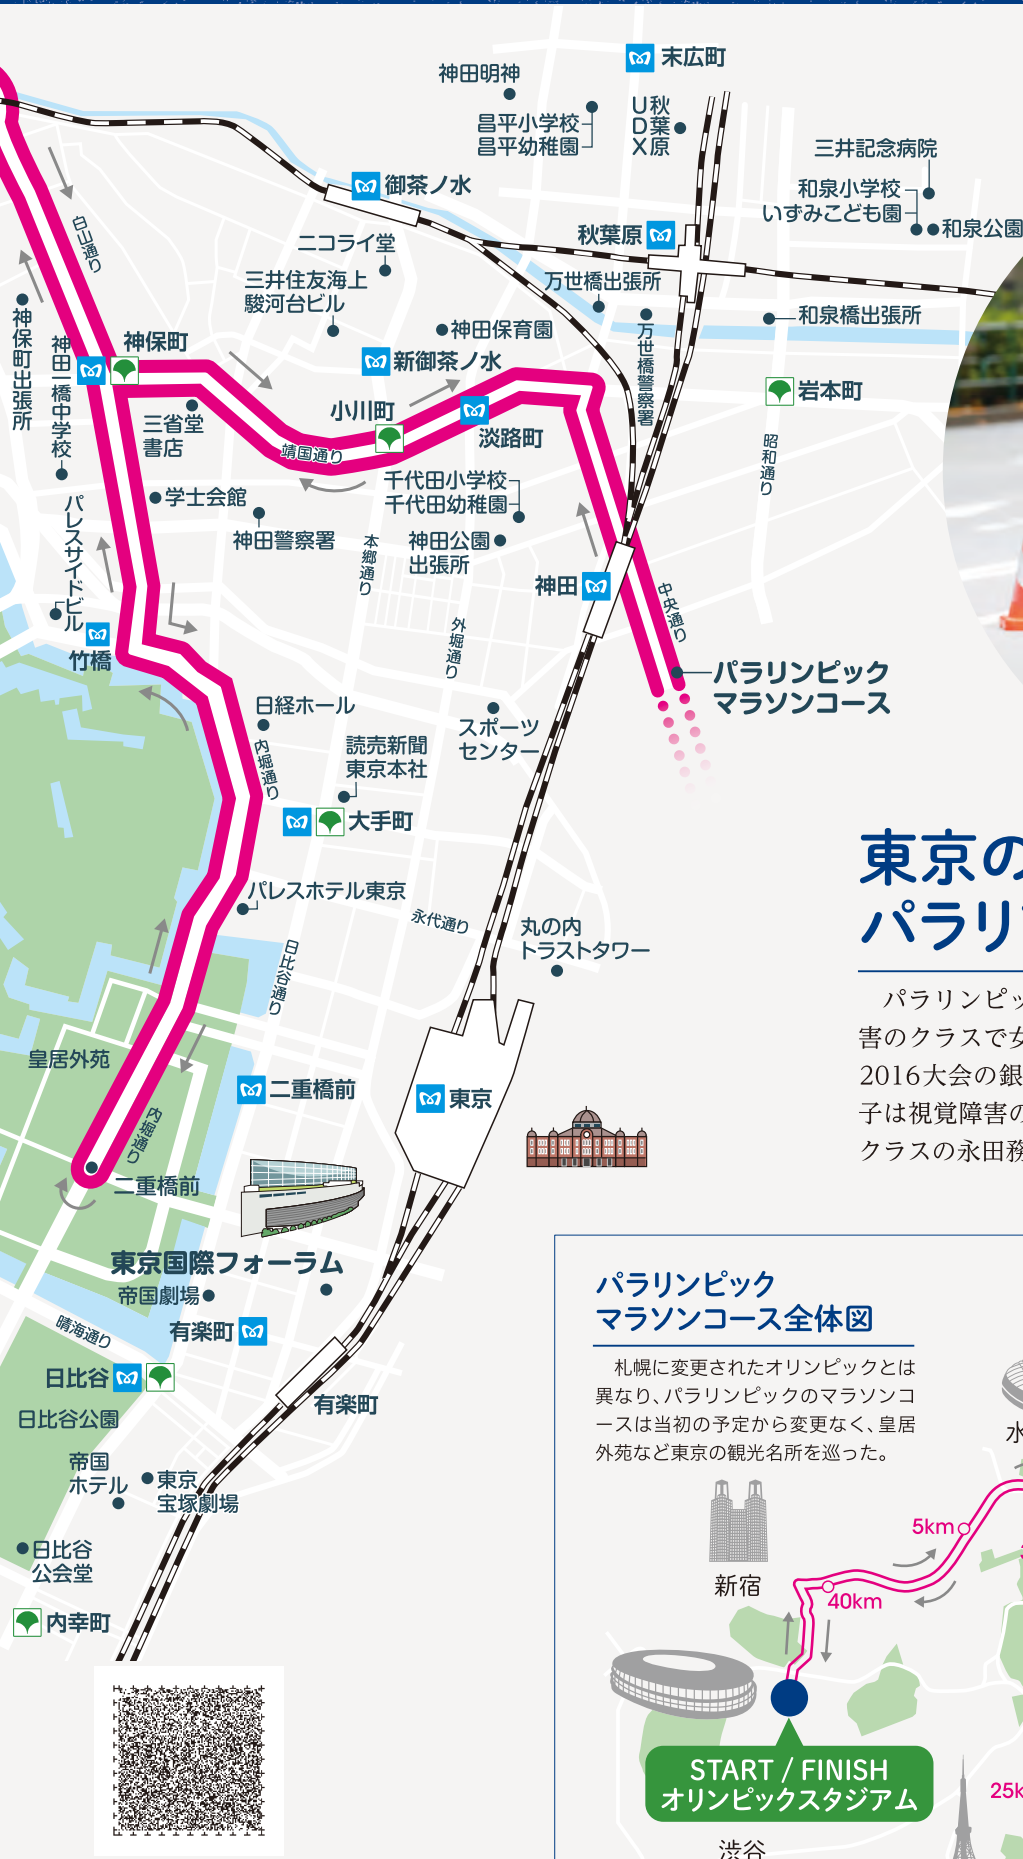 末広町
神田明神
昌平小学校
昌平幼稚園
秋葉原
UDX
三井記念病院
御茶ノ水
和泉小学校
いずみこども園
和泉公園
秋葉原
白山通り
ニコライ堂
三井住友海上
駿河台ビル
万世橋出張所
和泉橋出張所
神保町出張所
神田一橋中学校
神保町
神田保育園
新御茶ノ水
万世橋警察署
岩本町
三省堂
書店
小川町
淡路町
靖国通り
昭和通り
千代田小学校
千代田幼稚園
学士会館
神田警察署
本郷通り
神田公園
出張所
パレスサイドビル
竹橋
神田
中央通り
外堀通り
パラリンピック
マラソンコース
日経ホール
内堀通り
スポーツ
センター
読売新聞
東京本社
大手町
東京の
パラリ
パレスホテル東京
永代通り
丸の内
トラストタワー
日比谷通り
パラリンピッ
害のクラスで女
2016大会の銀
子は視覚障害の
クラスの永田務
皇居外苑
二重橋前
東京
内堀通り
二重橋前
東京国際フォーラム
帝国劇場
晴海通り
有楽町
日比谷
有楽町
日比谷公園
帝国
ホテル
東京
宝塚劇場
日比谷
公会堂
内幸町
パラリンピック
マラソンコース全体図
札幌に変更されたオリンピックとは
異なり、パラリンピックのマラソンコ
ースは当初の予定から変更なく、皇居
外苑など東京の観光名所を巡った。
水
新宿
5km
40km
START / FINISH
オリンピックスタジアム
25k
渋谷